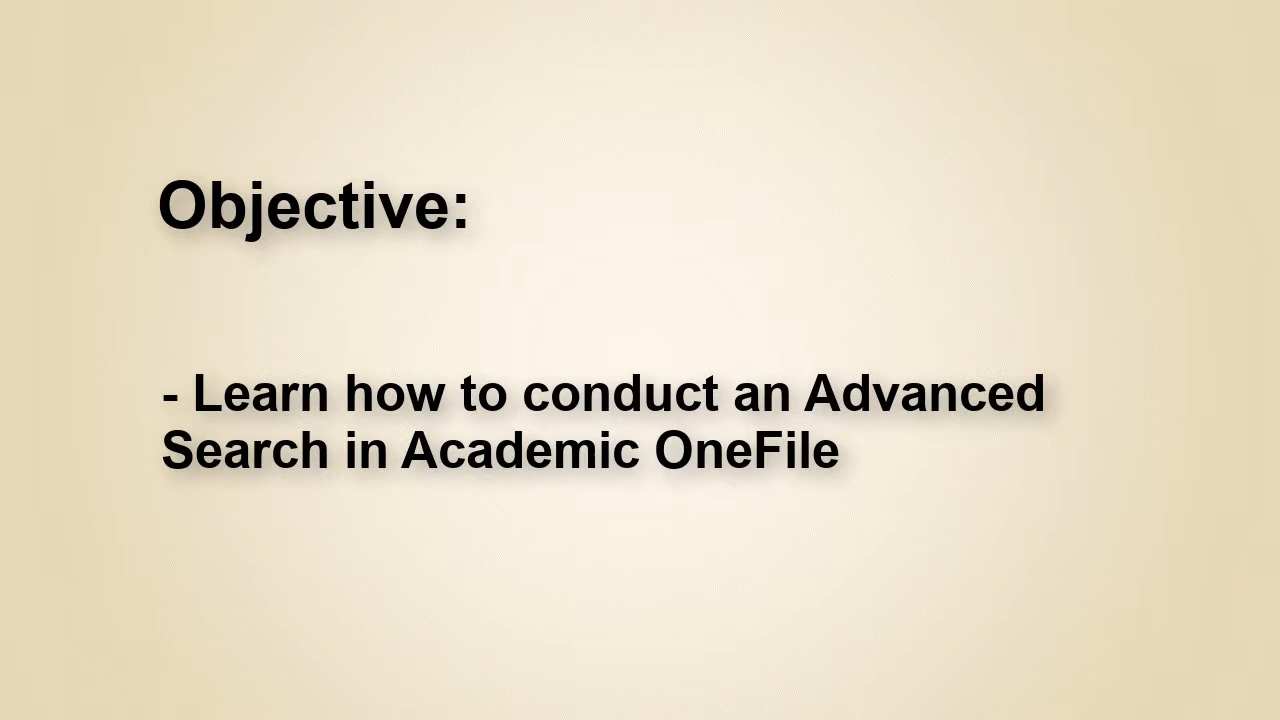 Objective:
- Learn how to conduct an Advanced
Search in Academic OneFile